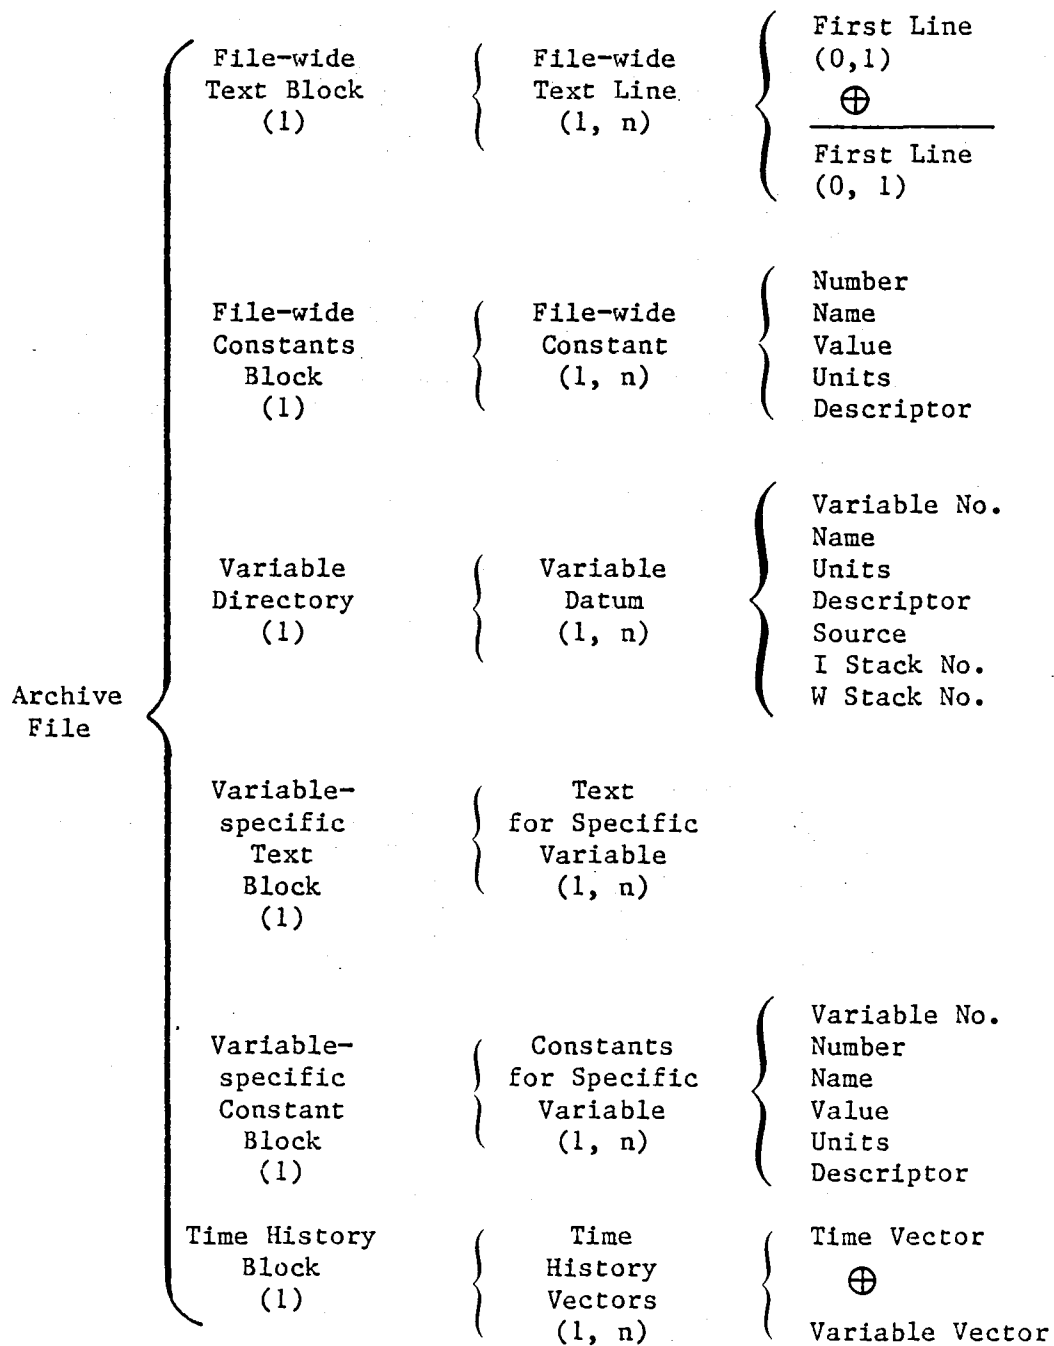 Archive
File
File-wide
Text Block
(1)
File-wide
Text Line
(1, n)
First Line
(0,1)
⊕
First Line
(0, 1)
File-wide
Constants
Block
(1)
File-wide
Constant
(1, n)
Number
Name
Value
Units
Descriptor
Variable
Directory
(1)
Variable
Datum
(1, n)
Variable No.
Name
Units
Descriptor
Source
I Stack No.
W Stack No.
Variable-
specific
Text
Block
(1)
Text
for Specific
Variable
(1, n)
Variable-
specific
Constant
Block
(1)
Constants
for Specific
Variable
(1, n)
Variable No.
Number
Name
Value
Units
Descriptor
Time History
Block
(1)
Time
History
Vectors
(1, n)
Time Vector
⊕
Variable Vector